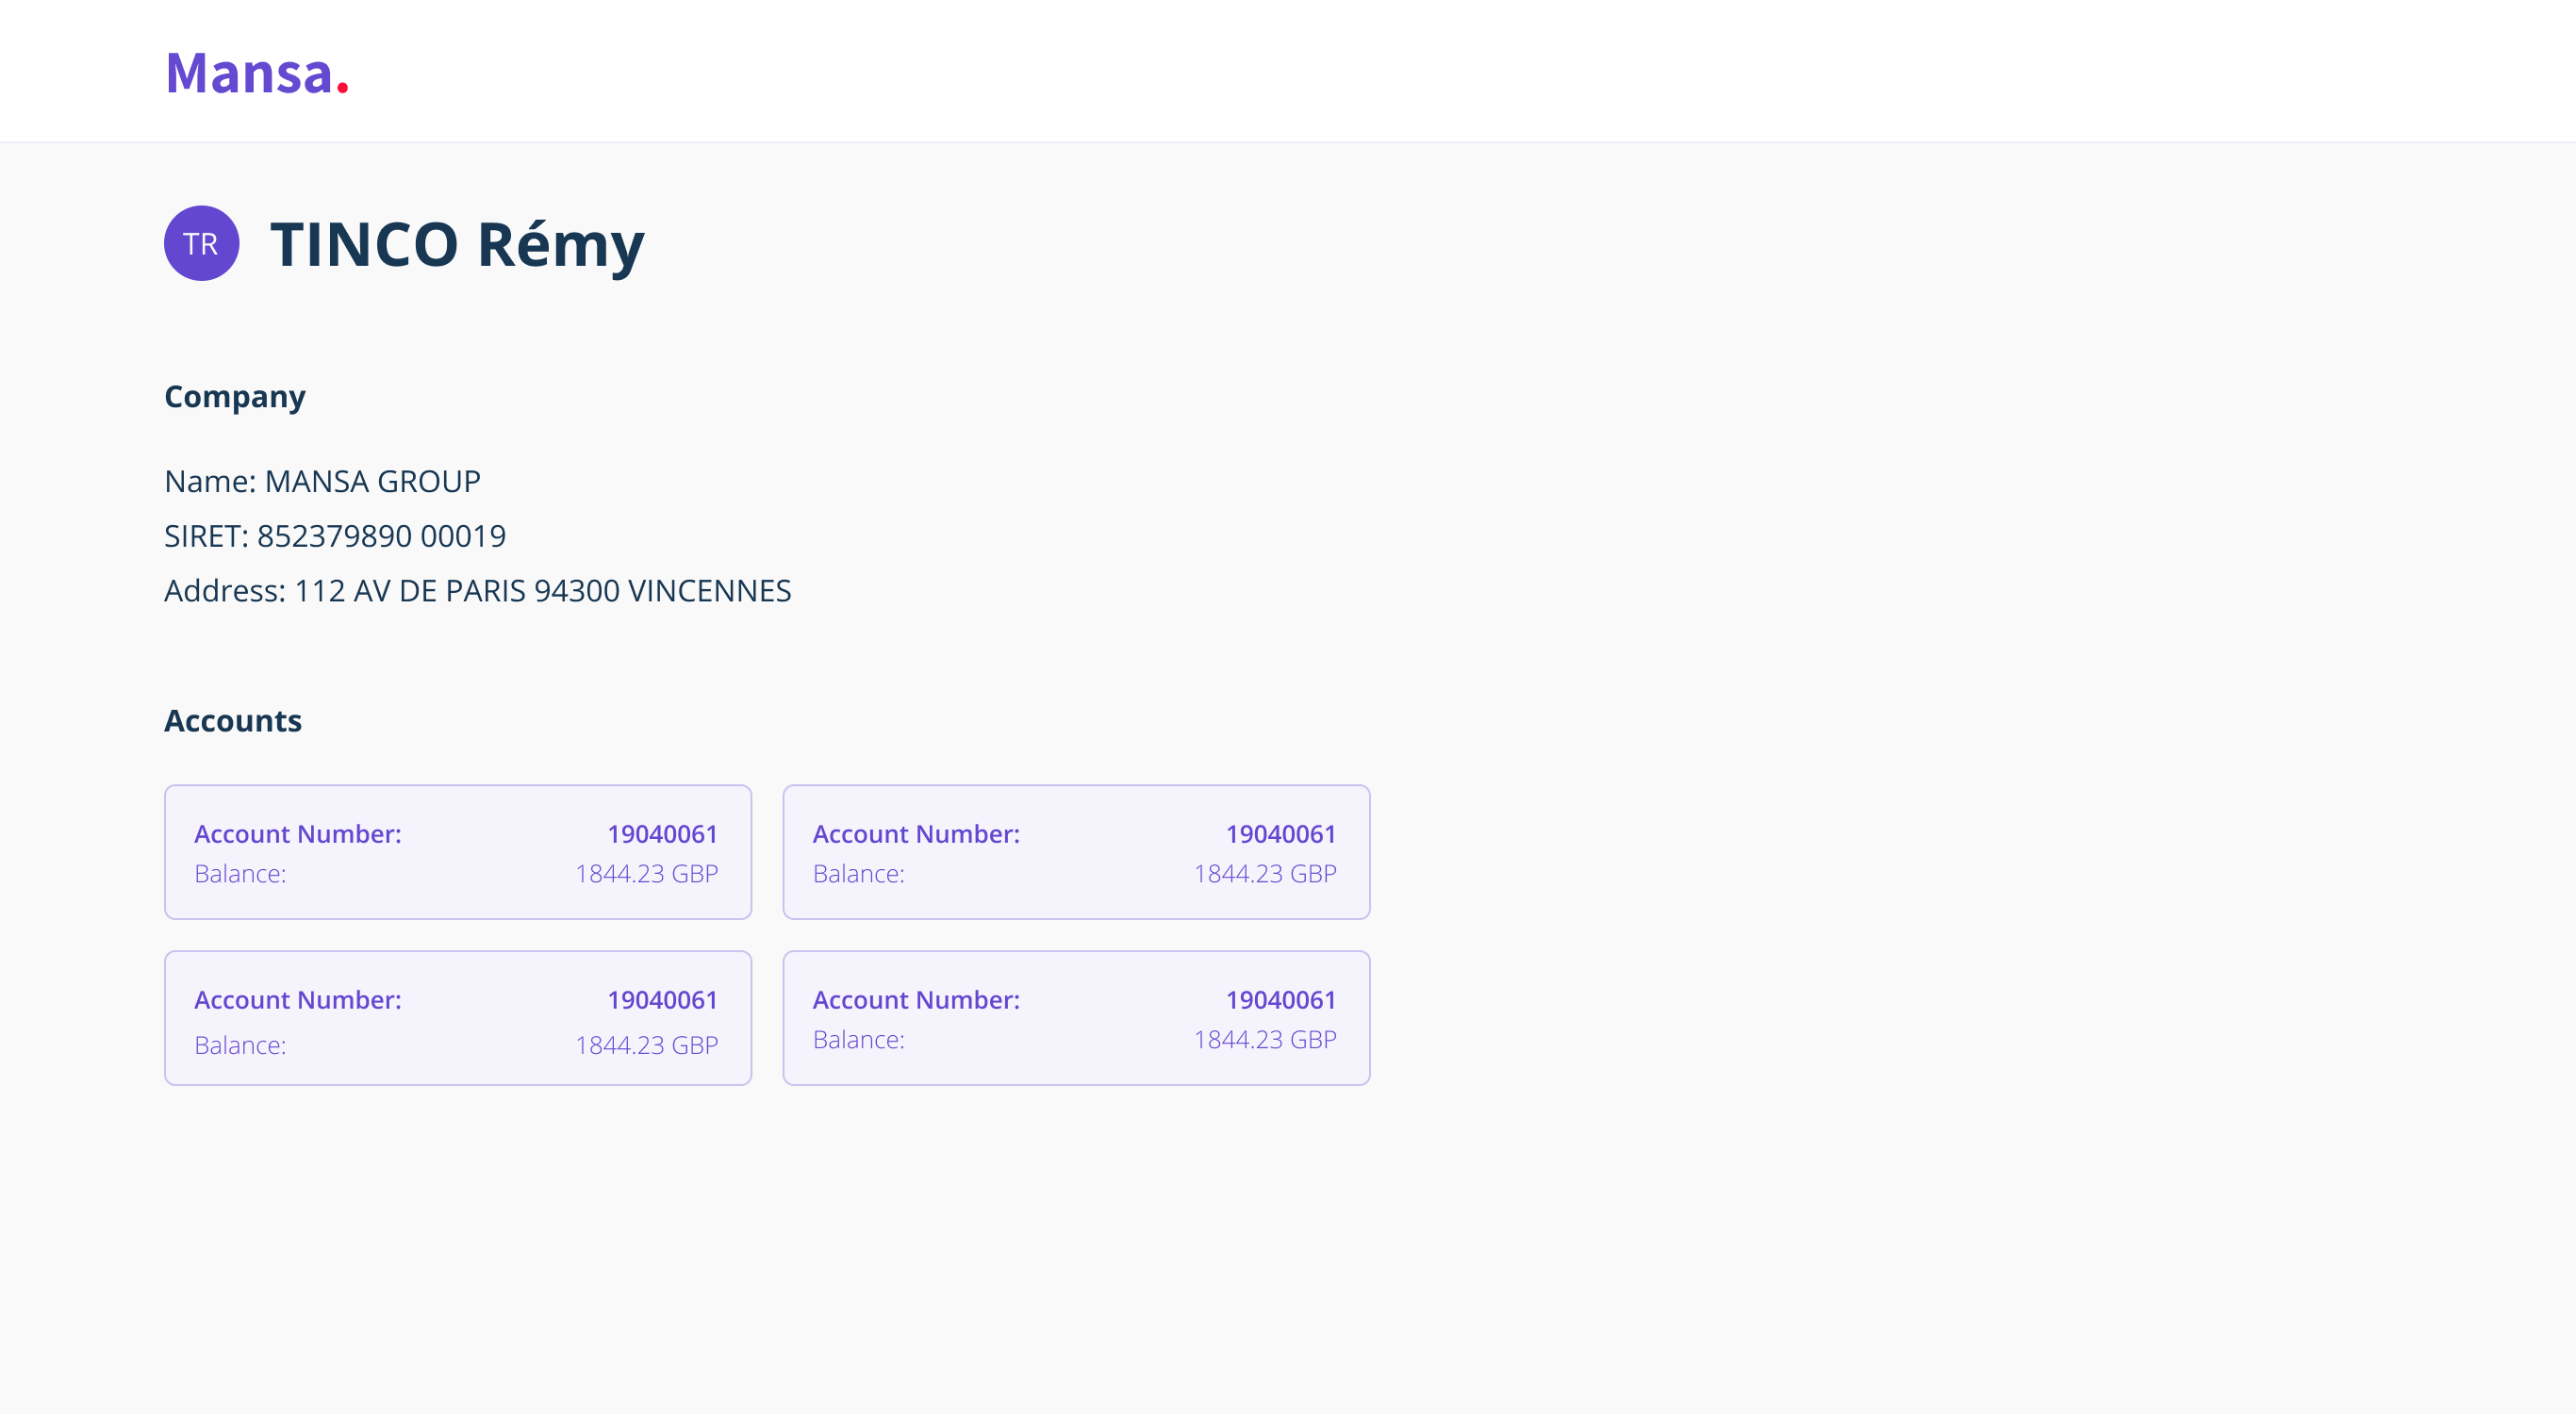 Mansa.
TR TINCO Rémy
Company
Name: MANSA GROUP
SIRET: 852379890 00019
Address: 112 AV DE PARIS 94300 VINCENNES
Accounts
Account Number: 19040061
Balance: 1844.23 GBP
Account Number: 19040061
Balance: 1844.23 GBP
Account Number: 19040061
Balance: 1844.23 GBP
Account Number: 19040061
Balance: 1844.23 GBP